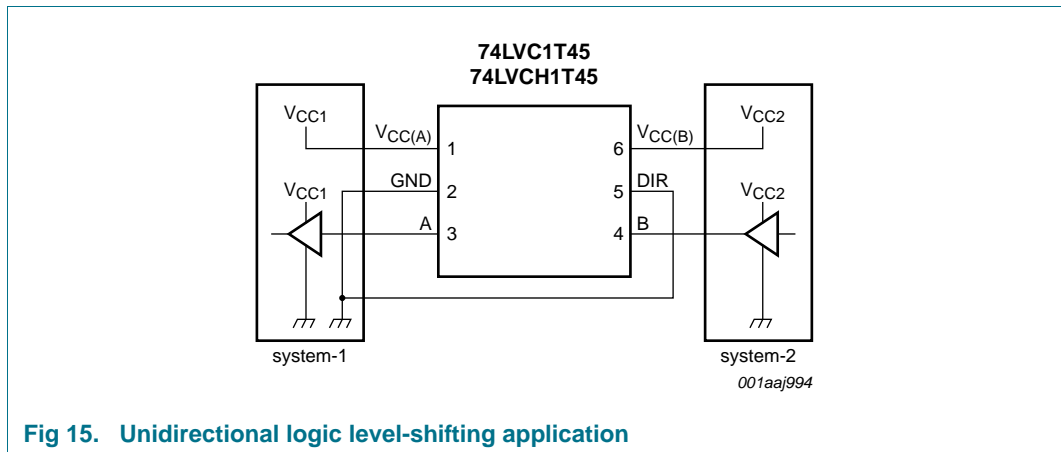 74LVC1T45
74LVCH1T45
VCC1
VCC(A)
1
6
VCC(B)
VCC2
GND
2
5
DIR
VCC1
VCC2
A
3
4
B
system-1
system-2
001aaj994
Fig 15. Unidirectional logic level-shifting application